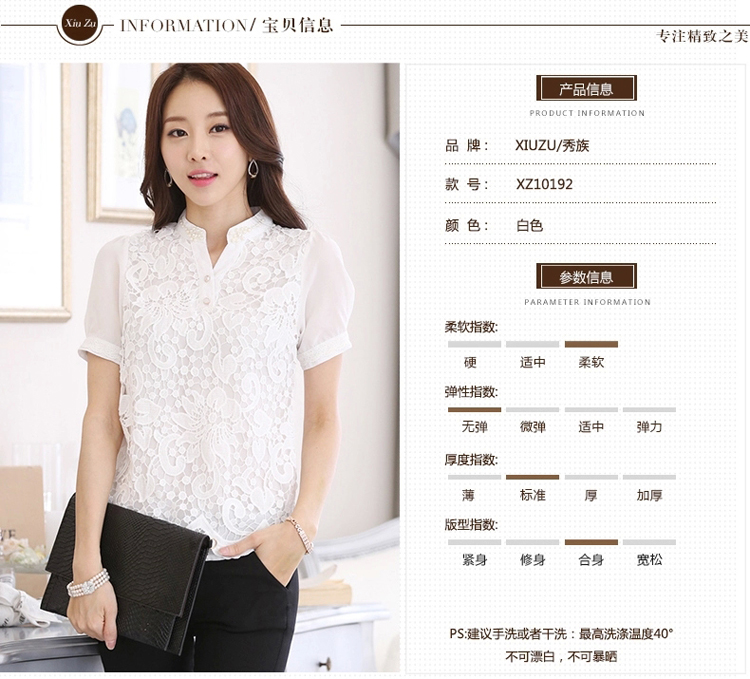 Xiu Zu
INFORMATION/ 宝贝信息
专注精致之美
产品信息
PRODUCT INFORMATION
品 牌: XIUZU/秀族
款 号: XZ10192
颜 色: 白色
参数信息
PARAMETER INFORMATION
柔软指数:
硬 适中 柔软
弹性指数:
无弹 微弹 适中 弹力
厚度指数:
薄 标准 厚 加厚
版型指数:
紧身 修身 合身 宽松
PS:建议手洗或者干洗:最高洗涤温度40°
不可漂白,不可暴晒